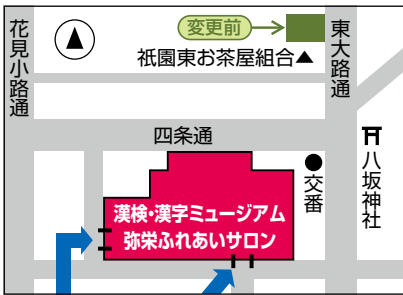 花見小路通
変更前
東大路通
祇園東お茶屋組合▲
四条通
八坂神社
交番
漢検・漢字ミュージアム
弥栄ふれあいサロン